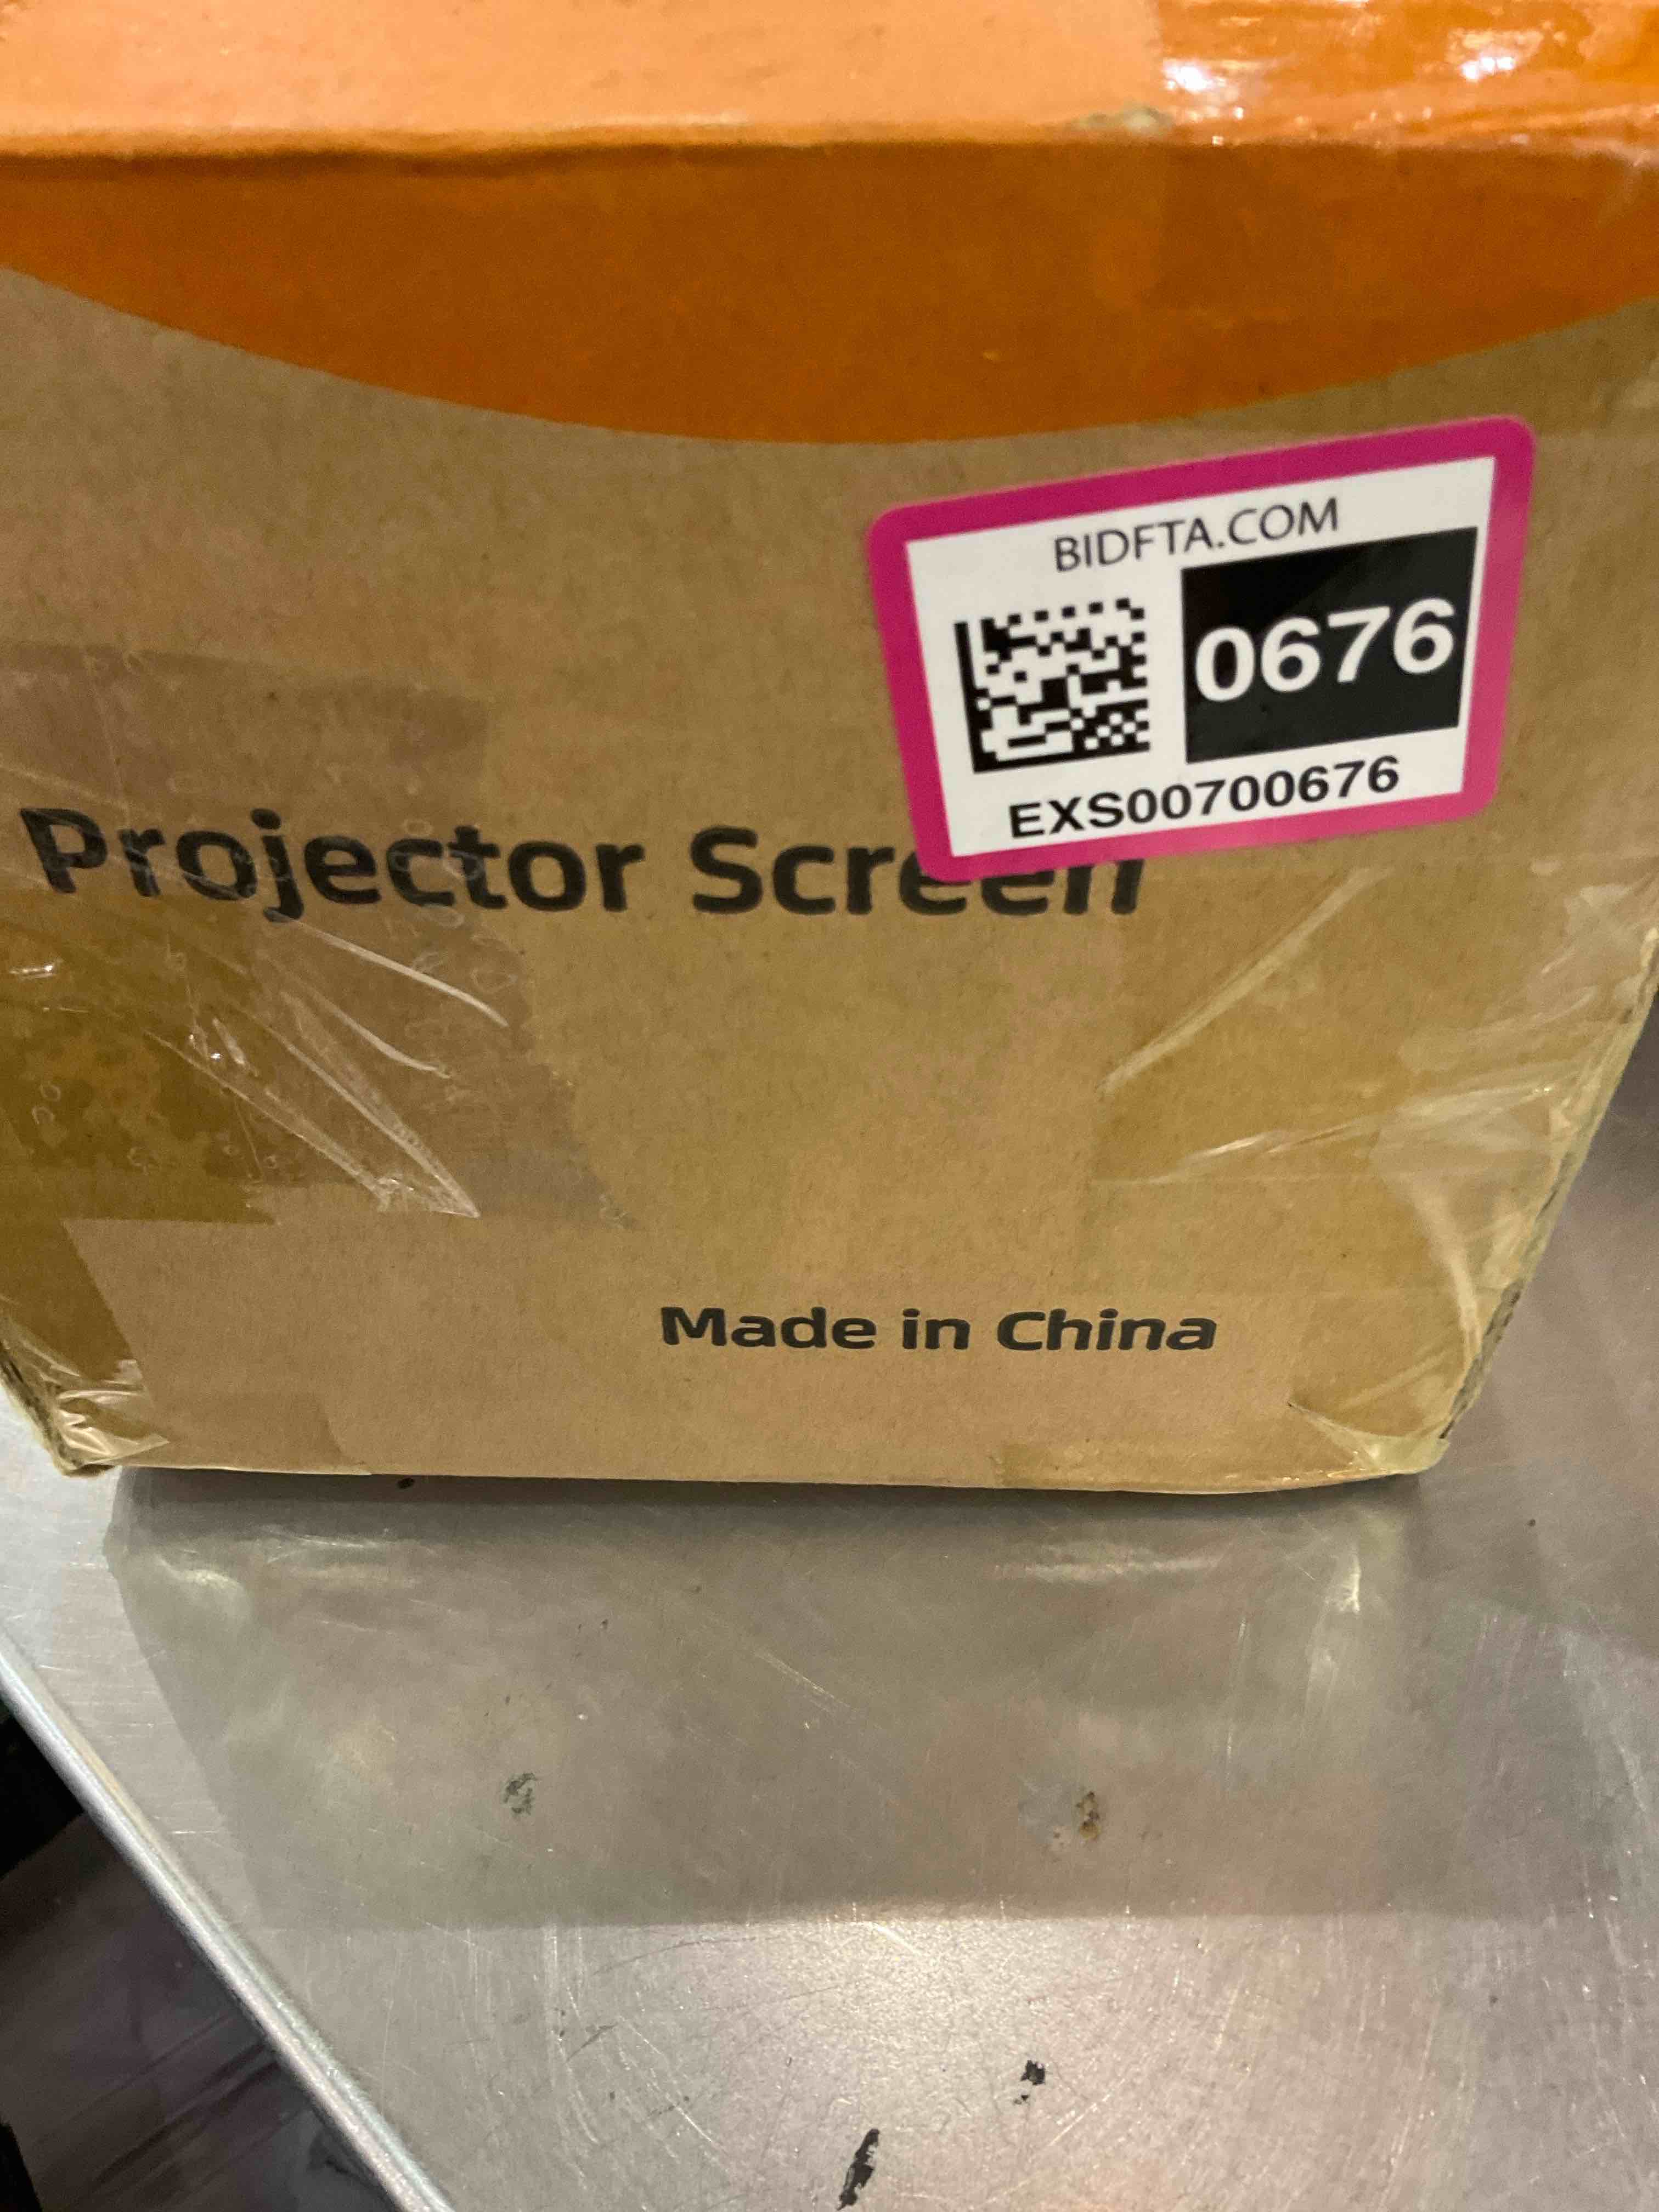 BIDFTA.COM
0676
EXS00700676
Projector Screen
Made in China